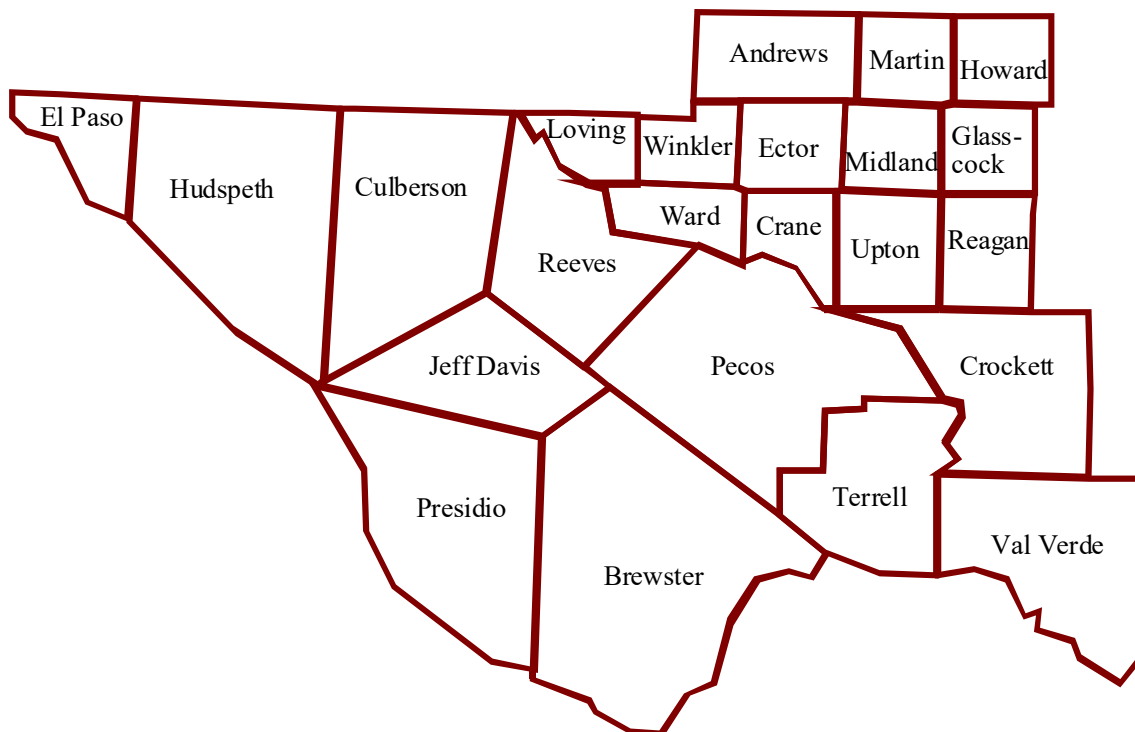 Andrews
Martin
Howard
El Paso
Loving
Winkler
Ector
Midland
Glass-
cock
Hudspeth
Culberson
Ward
Crane
Upton
Reagan
Reeves
Jeff Davis
Pecos
Crockett
Presidio
Terrell
Val Verde
Brewster